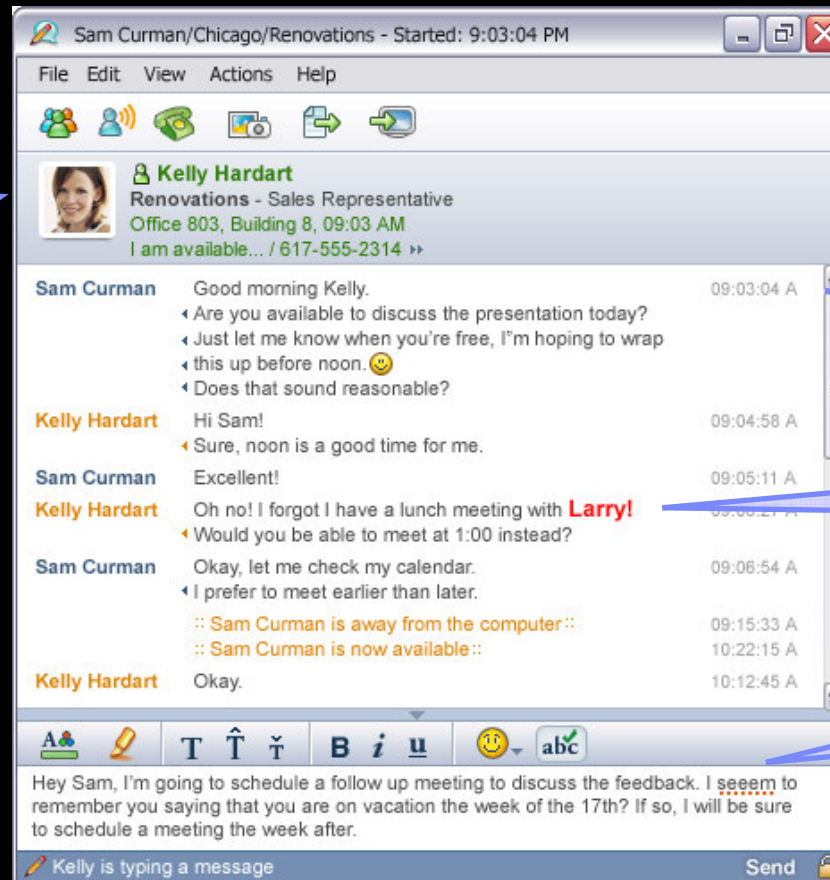 Sam Curman/Chicago/Renovations - Started: 9:03:04 PM
File Edit View Actions Help
Kelly Hardart
Renovations - Sales Representative
Office 803, Building 8, 09:03 AM
I am available... / 617-555-2314
Sam Curman Good morning Kelly. 09:03:04 A
Are you available to discuss the presentation today?
Just let me know when you're free, I"m hoping to wrap
this up before noon.
Does that sound reasonable?
Kelly Hardart Hi Sam! 09:04:58 A
Sure, noon is a good time for me.
Sam Curman Excellent! 09:05:11 A
Kelly Hardart Oh no! I forgot I have a lunch meeting with Larry!
Would you be able to meet at 1:00 instead?
Sam Curman Okay, let me check my calendar. 09:06:54 A
I prefer to meet earlier than later.
:: Sam Curman is away from the computer:: 09:15:33 A
:: Sam Curman is now available:: 10:22:15 A
Kelly Hardart Okay. 10:12:45 A
A T T T B i u abc
Hey Sam, I'm going to schedule a follow up meeting to discuss the feedback. I seeem to
remember you saying that you are on vacation the week of the 17th? If so, I will be sure
to schedule a meeting the week after.
Kelly is typing a message Send